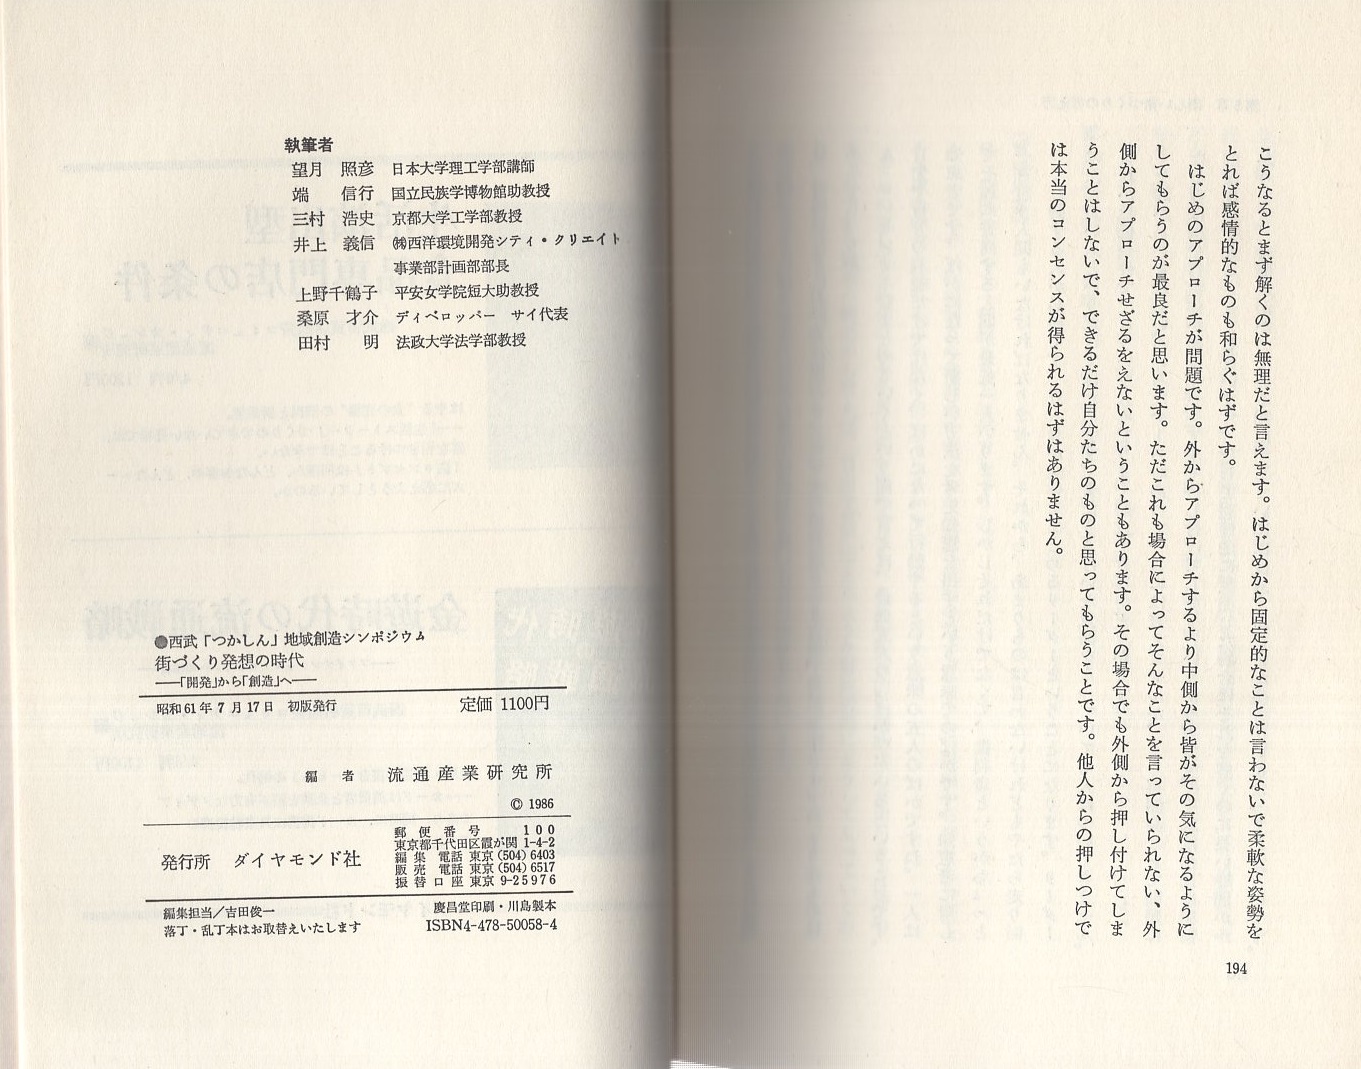 こうなるとまず解くのは無理だと言えます。はじめから固定的なことは言わないで柔軟な姿勢を
とれば感情的なものも和らぐはずです。
はじめのアプローチが問題です。外からアプローチするより中側から皆がその気になるように
してもらうのが最良だと思います。ただこれも場合によってそんなことを言っていられない、外
側からアプローチせざるをえないということもあります。その場合でも外側から押し付けてしま
うことはしないで、できるだけ自分たちのものと思ってもらうことです。他人からの押しつけで
は本当のコンセンスが得られるはずはありません。
194
執筆者
望月 照彦 日本大学理工学部講師
端 信行 国立民族学博物館助教授
三村 浩史 京都大学工学部教授
井上 義信 ㈱西洋環境開発シティ・クリエイト
事業部計画部部長
上野千鶴子 平安女学院短大助教授
桑原 才介 ディベロッパー サイ代表
田村 明 法政大学法学部教授
●西武「つかしん」地域創造シンポジウム
街づくり発想の時代
──「開発」から「創造」へ──
昭和61年7月17日 初版発行 定価 1100円
編者 流通産業研究所
© 1986
発行所 ダイヤモンド社
郵便番号 100
東京都千代田区霞が関 1-4-2
編集 電話 東京(504)6403
販売 電話 東京(504)6517
振替口座 東京 9-25976
編集担当/吉田俊一 慶昌堂印刷・川島製本
落丁・乱丁本はお取替えいたします ISBN4-478-50058-4